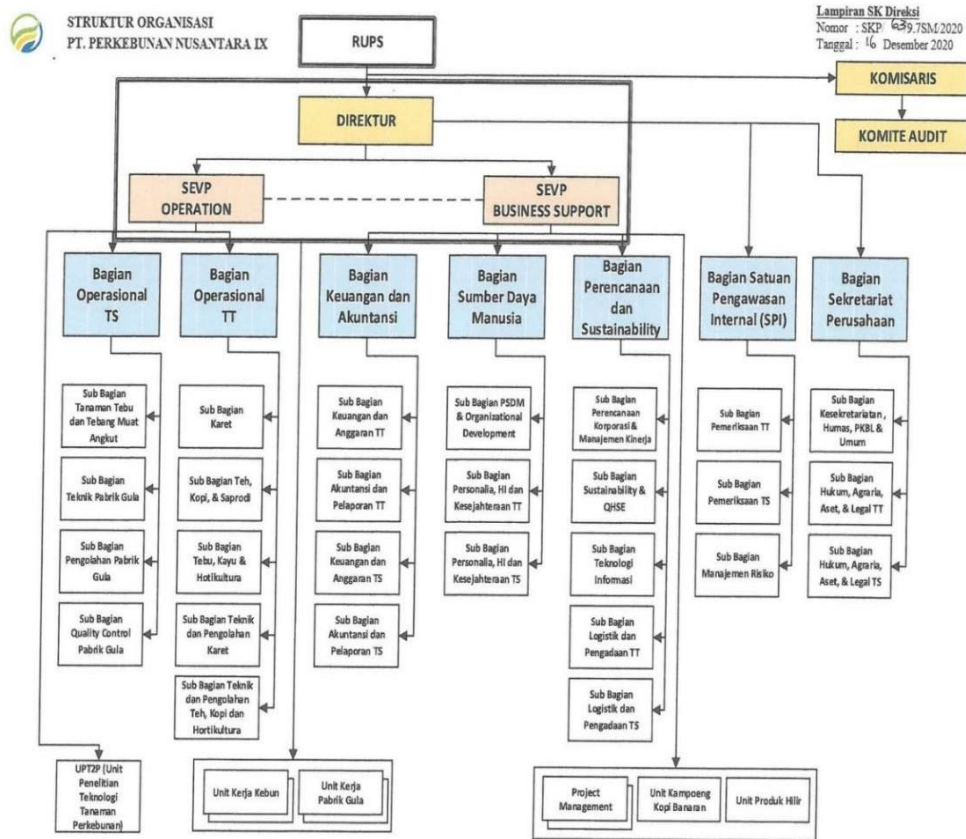 STRUKTUR ORGANISASI
PT. PERKEBUNAN NUSANTARA IX
Lampiran SK Direksi
Nomor : SKP/ 639.7SM/2020
Tanggal : 16 Desember 2020
RUPS
KOMISARIS
DIREKTUR
KOMITE AUDIT
SEVP
OPERATION
SEVP
BUSINESS SUPPORT
Bagian
Operasional
TS
Bagian
Operasional
TT
Bagian
Keuangan dan
Akuntansi
Bagian
Sumber Daya
Manusia
Bagian
Perencanaan
dan
Sustainability
Bagian Satuan
Pengawasan
Internal (SPI)
Bagian
Sekretariat
Perusahaan
Sub Bagian
Tanaman Tebu
dan Tebang Muat
Angkut
Sub Bagian
Karet
Sub Bagian
Keuangan dan
Anggaran TT
Sub Bagian PSDM
& Organizational
Development
Sub Bagian
Perencanaan
Korporasi &
Manajemen Kinerja
Sub Bagian
Pemeriksaan TT
Sub Bagian
Kesekretariatan ,
Humas, PKBL &
Umum
Sub Bagian
Teknik Pabrik Gula
Sub Bagian Teh,
Kopi, & Saprodi
Sub Bagian
Akuntansi dan
Pelaporan TT
Sub Bagian
Personalia, HI dan
Kesejahteraan TT
Sub Bagian
Sustainability &
QHSE
Sub Bagian
Pemeriksaan TS
Sub Bagian
Hukum, Agraria,
Aset, & Legal TT
Sub Bagian
Pengolahan Pabrik
Gula
Sub Bagian
Tebu, Kayu &
Hotikultura
Sub Bagian
Keuangan dan
Anggaran TS
Sub Bagian
Personalia, HI dan
Kesejahteraan TS
Sub Bagian
Teknologi
Informasi
Sub Bagian
Manajemen Risiko
Sub Bagian
Hukum, Agraria,
Aset, & Legal TS
Sub Bagian
Quality Control
Pabrik Gula
Sub Bagian Teknik
dan Pengolahan
Karet
Sub Bagian
Akuntansi dan
Pelaporan TS
Sub Bagian
Logistik dan
Pengadaan TT
Sub Bagian Teknik
dan Pengolahan
Teh, Kopi dan
Hortikultura
Sub Bagian
Logistik dan
Pengadaan TS
UPT2P (Unit
Penelitian
Teknologi
Tanaman
Perkebunan)
Unit Kerja Kebun
Unit Kerja
Pabrik Gula
Project
Management
Unit Kampoeng
Kopi Banaran
Unit Produk Hilir